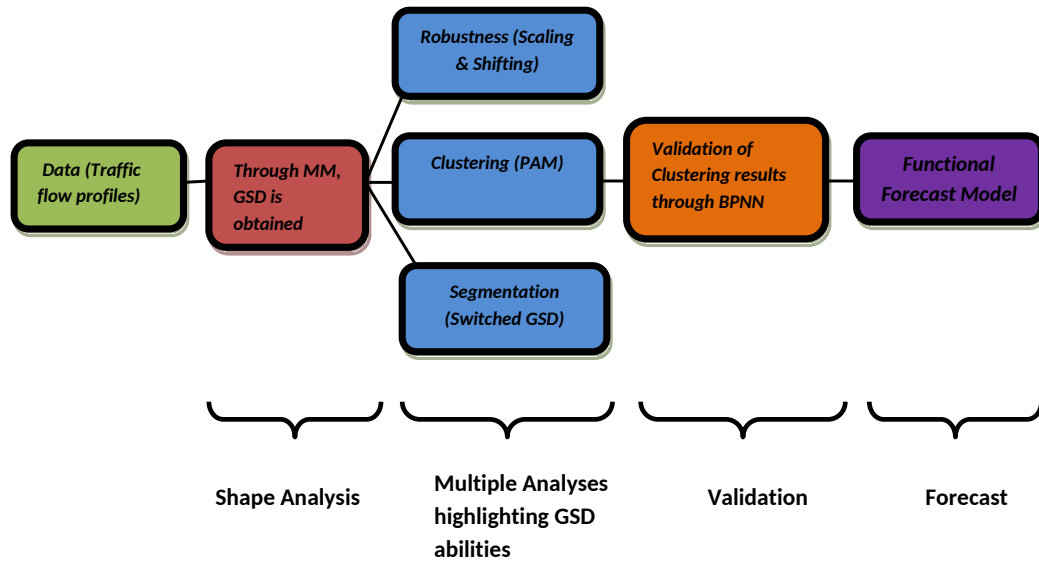 Data (Traffic
flow profiles)
Through MM,
GSD is
obtained
Robustness (Scaling
& Shifting)
Clustering (PAM)
Segmentation
(Switched GSD)
Validation of
Clustering results
through BPNN
Functional
Forecast Model
Shape Analysis
Multiple Analyses
highlighting GSD
abilities
Validation
Forecast